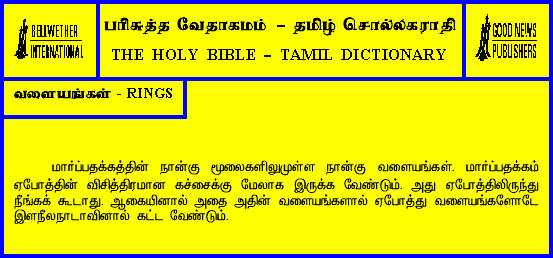 BELLWETHER
INTERNATIONAL
பரிசுத்த வேதாகமம் – தமிழ் சொல்லகராதி
THE HOLY BIBLE – TAMIL DICTIONARY
GOOD NEWS
PUBLISHERS
வளையங்கள் - RINGS
மார்ப்பதக்கத்தின் நான்கு மூலைகளிலுமுள்ள நான்கு வளையங்கள். மார்ப்பதக்கம்
ஏபோத்தின் விசித்திரமான கச்சைக்கு மேலாக இருக்க வேண்டும். அது ஏபோத்திலிருந்து
நீங்கக் கூடாது. ஆகையினால் அதை அதின் வளையங்களால் ஏபோத்து வளையங்களோடே
இளநீலநாடாவினால் கட்ட வேண்டும்.